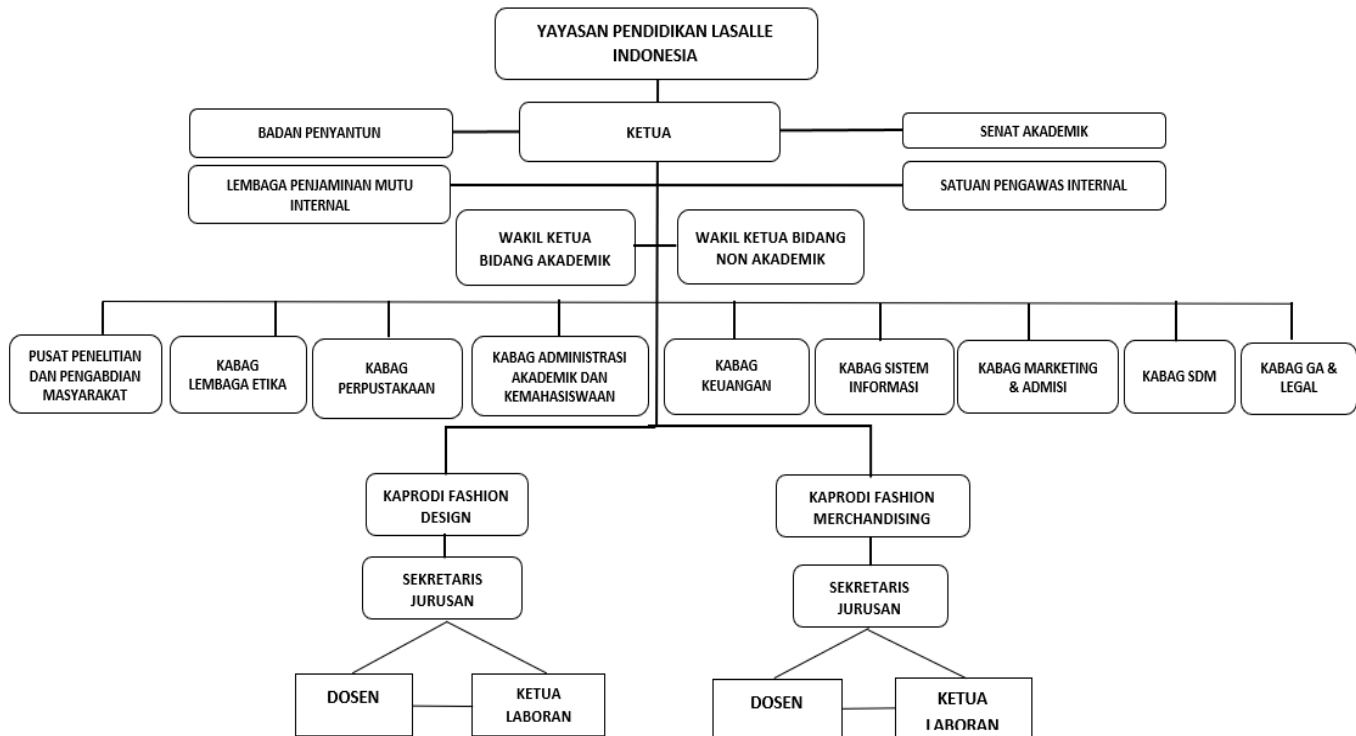 YAYASAN PENDIDIKAN LASALLE
INDONESIA
BADAN PENYANTUN
KETUA
SENAT AKADEMIK
LEMBAGA PENJAMINAN MUTU
INTERNAL
SATUAN PENGAWAS INTERNAL
WAKIL KETUA
BIDANG AKADEMIK
WAKIL KETUA BIDANG
NON AKADEMIK
PUSAT PENELITIAN
DAN PENGABDIAN
MASYARAKAT
KABAG
LEMBAGA ETIKA
KABAG
PERPUSTAKAAN
KABAG ADMINISTRASI
AKADEMIK DAN
KEMAHASISWAAN
KABAG
KEUANGAN
KABAG SISTEM
INFORMASI
KABAG MARKETING
& ADMISI
KABAG SDM
KABAG GA &
LEGAL
KAPRODI FASHION
DESIGN
KAPRODI FASHION
MERCHANDISING
SEKRETARIS
JURUSAN
SEKRETARIS
JURUSAN
DOSEN
KETUA
LABORAN
DOSEN
KETUA
LABORAN